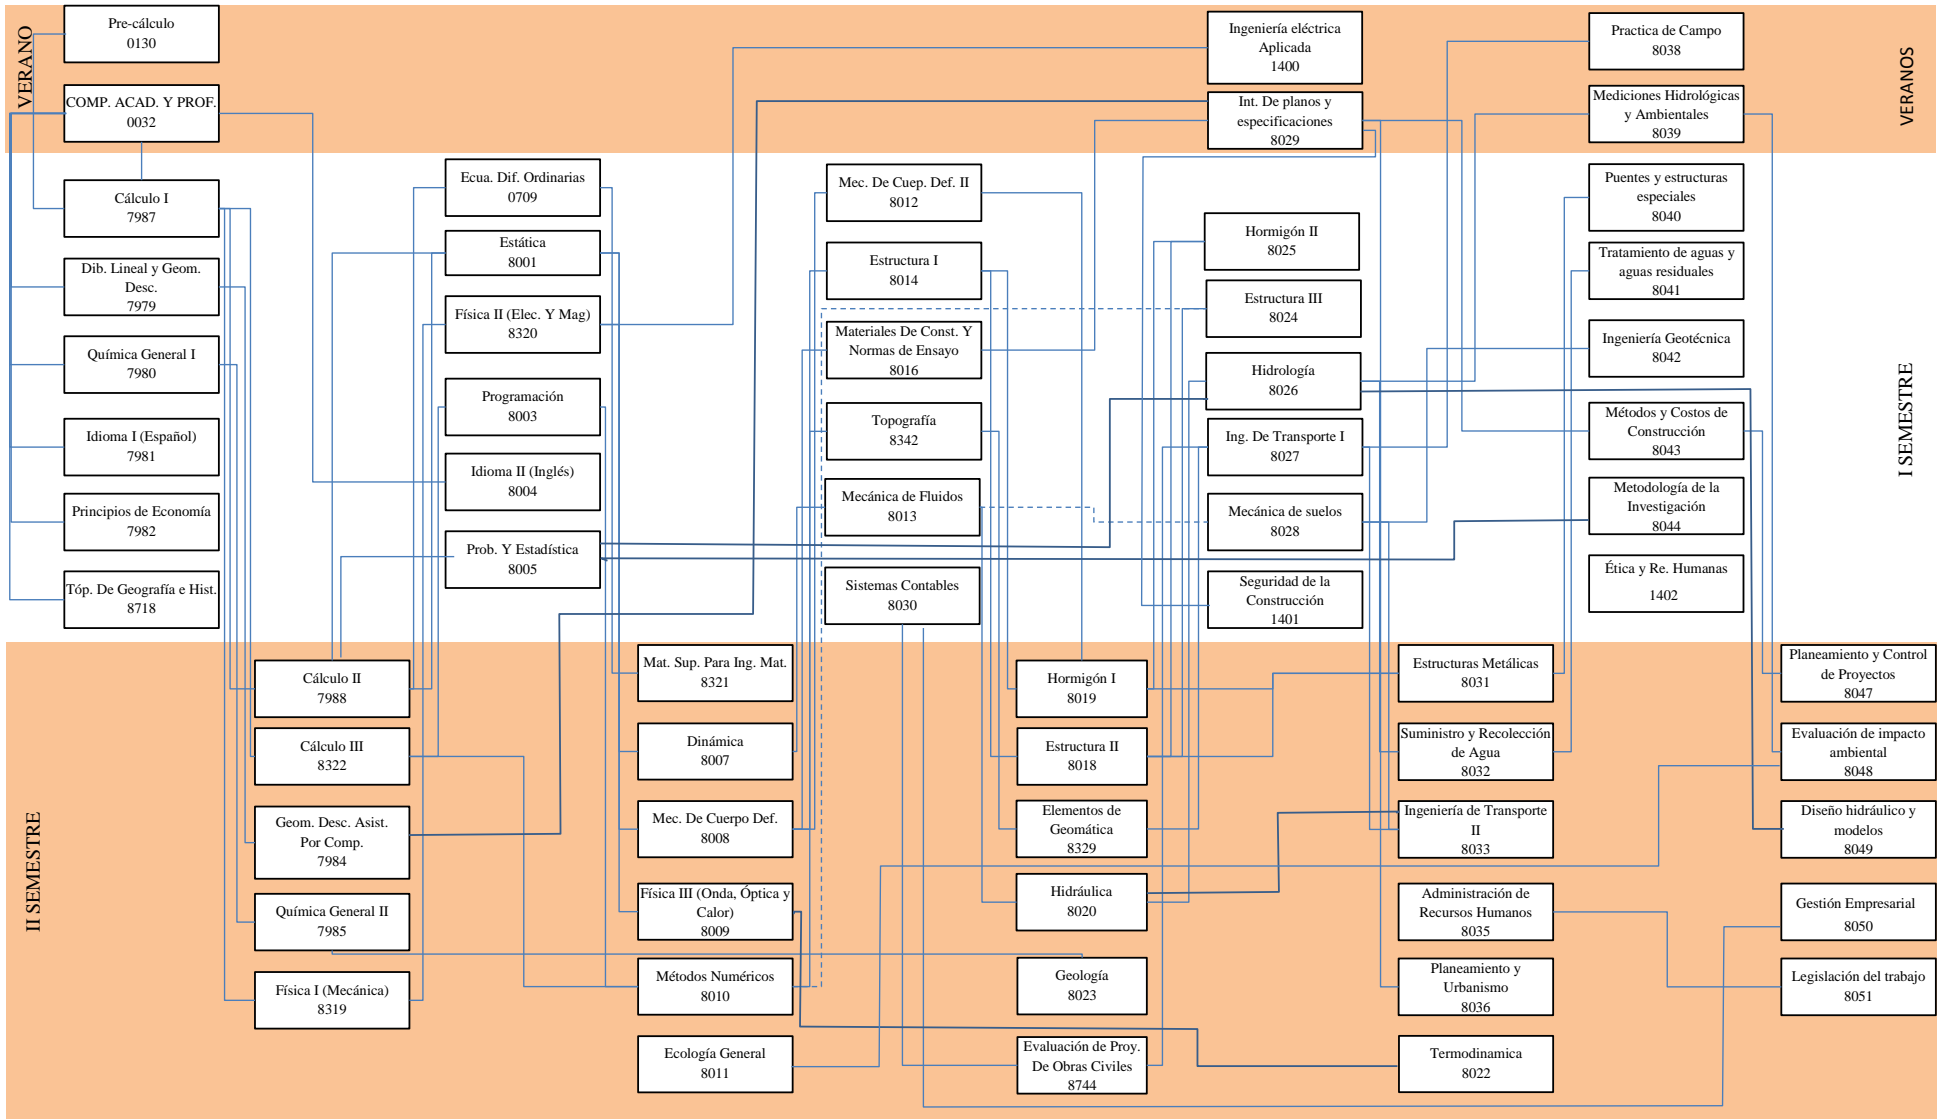 VERANO
Pre-cálculo
0130
COMP. ACAD. Y PROF.
0032
Cálculo I
7987
Dib. Lineal y Geom.
Desc.
7979
Química General I
7980
Idioma I (Español)
7981
Principios de Economía
7982
Tóp. De Geografía e Hist.
8718
II SEMESTRE
Cálculo II
7988
Cálculo III
8322
Geom. Desc. Asist.
Por Comp.
7984
Química General II
7985
Física I (Mecánica)
8319
Ecua. Dif. Ordinarias
0709
Estática
8001
Física II (Elec. Y Mag)
8320
Programación
8003
Idioma II (Inglés)
8004
Prob. Y Estadística
8005
Mat. Sup. Para Ing. Mat.
8321
Dinámica
8007
Mec. De Cuerpo Def.
8008
Física III (Onda, Óptica y
Calor)
8009
Métodos Numéricos
8010
Ecología General
8011
Mec. De Cuep. Def. II
8012
Estructura I
8014
Materiales De Const. Y
Normas de Ensayo
8016
Topografía
8342
Mecánica de Fluidos
8013
Sistemas Contables
8030
Hormigón I
8019
Estructura II
8018
Elementos de
Geomática
8329
Hidráulica
8020
Geología
8023
Evaluación de Proy.
De Obras Civiles
8744
Ingeniería eléctrica
Aplicada
1400
Int. De planos y
especificaciones
8029
Hormigón II
8025
Estructura III
8024
Hidrología
8026
Ing. De Transporte I
8027
Mecánica de suelos
8028
Seguridad de la
Construcción
1401
Estructuras Metálicas
8031
Suministro y Recolección
de Agua
8032
Ingeniería de Transporte
II
8033
Administración de
Recursos Humanos
8035
Planeamiento y
Urbanismo
8036
Termodinamica
8022
Practica de Campo
8038
Mediciones Hidrológicas
y Ambientales
8039
Puentes y estructuras
especiales
8040
Tratamiento de aguas y
aguas residuales
8041
Ingeniería Geotécnica
8042
Métodos y Costos de
Construcción
8043
Metodología de la
Investigación
8044
Ética y Re. Humanas
1402
Planeamiento y Control
de Proyectos
8047
Evaluación de impacto
ambiental
8048
Diseño hidráulico y
modelos
8049
Gestión Empresarial
8050
Legislación del trabajo
8051
VERANOS
I SEMESTRE